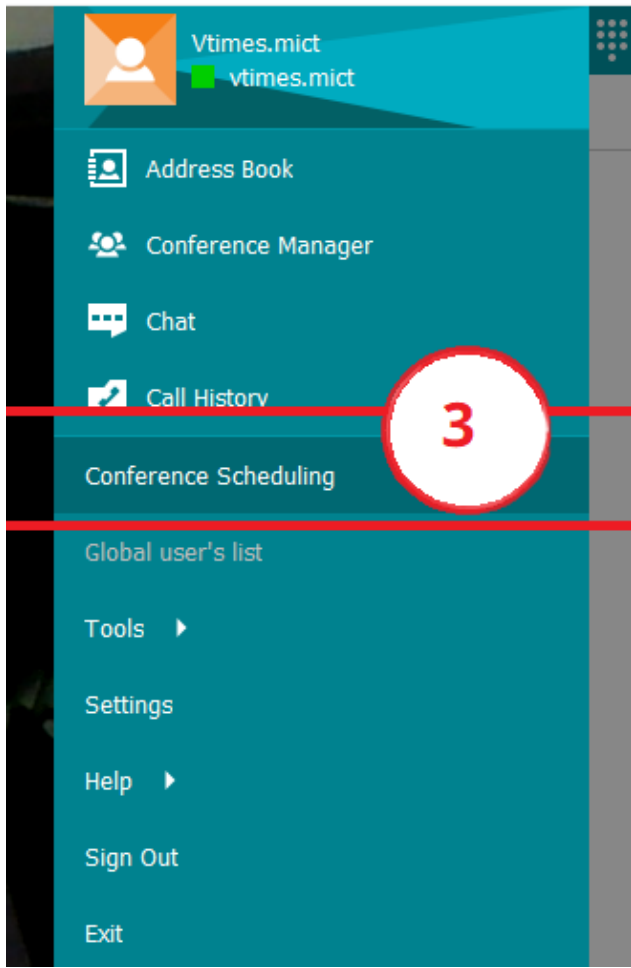 Vtimes.mict
vtimes.mict
Address Book
Conference Manager
Chat
Call History
3
Conference Scheduling
Global user's list
Tools
Settings
Help
Sign Out
Exit